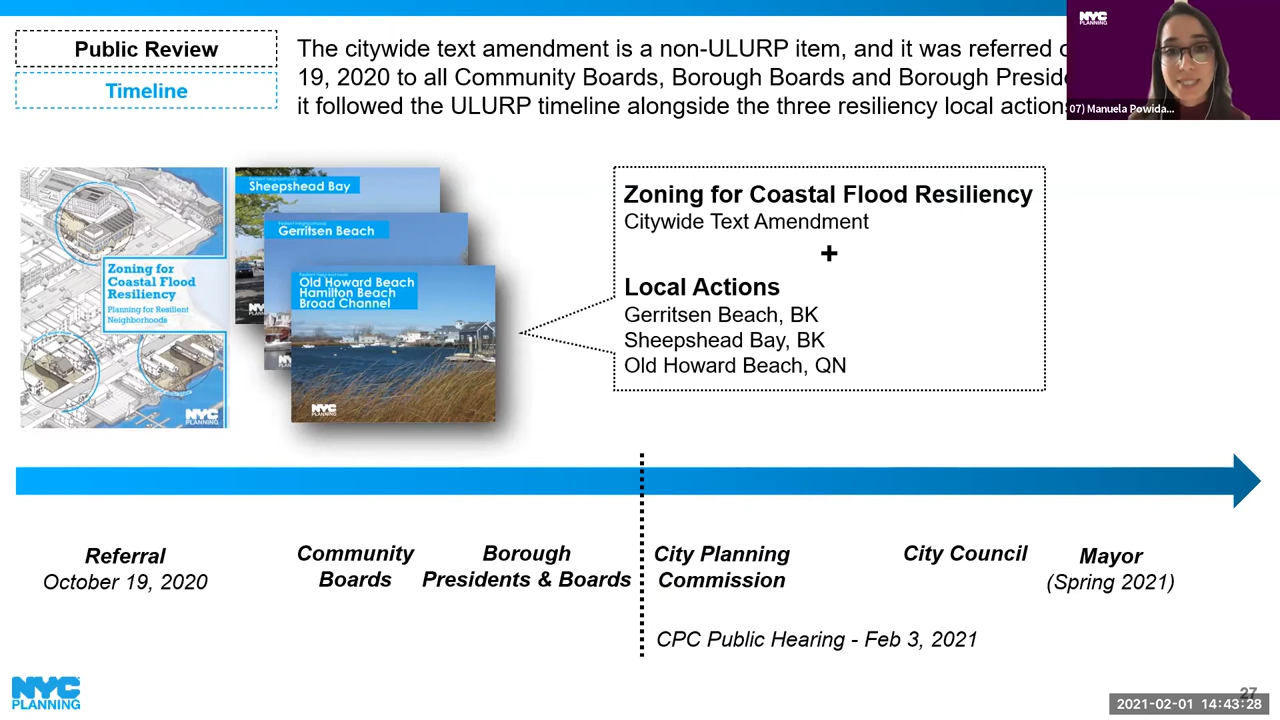 Public Review
Timeline
The citywide text amendment is a non-ULURP item, and it was referred
19, 2020 to all Community Boards, Borough Boards and Borough
it followed the ULURP timeline alongside the three resiliency local
NYC
PLANNING
07) Manuela Powida...
Sheepshead Bay
Gerritsen Beach
Old Howard Beach
Hamilton Beach
Broad Channel
Zoning for
Coastal Flood
Resiliency
Planning for Resilient
Neighborhoods
NYC
PLANNING
NYC
PLANNING
Zoning for Coastal Flood Resiliency
Citywide Text Amendment
+
Local Actions
Gerritsen Beach, BK
Sheepshead Bay, BK
Old Howard Beach, QN
Referral
October 19, 2020
Community
Boards
Borough
Presidents & Boards
City Planning
Commission
City Council
Mayor
(Spring 2021)
CPC Public Hearing - Feb 3, 2021
NYC
PLANNING
27
2021-02-01 14:43:28